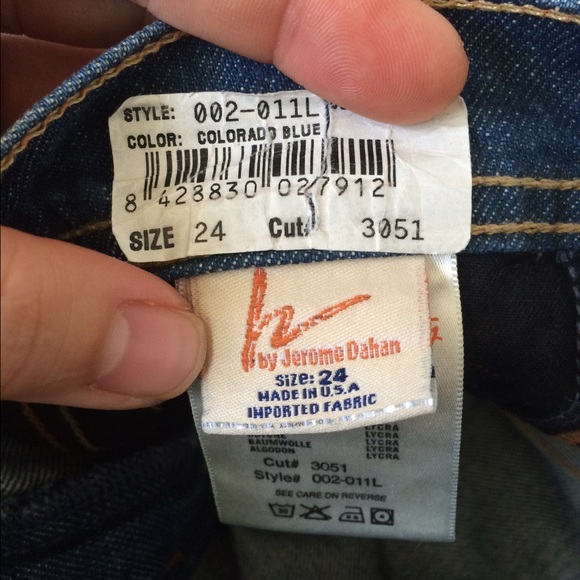 STYLE: 002-011L
COLOR: COLORADO BLUE
8 428830 027912
SIZE 24 Cut# 3051
h
by Jerome Dahan
Size: 24
MADE IN U.S.A
IMPORTED FABRIC
LYCRA
BAUMWOLLE LYCRA
ALGODON LYCRA
Cut# 3051
Style# 002-011L
SEE CARE ON REVERSE
30